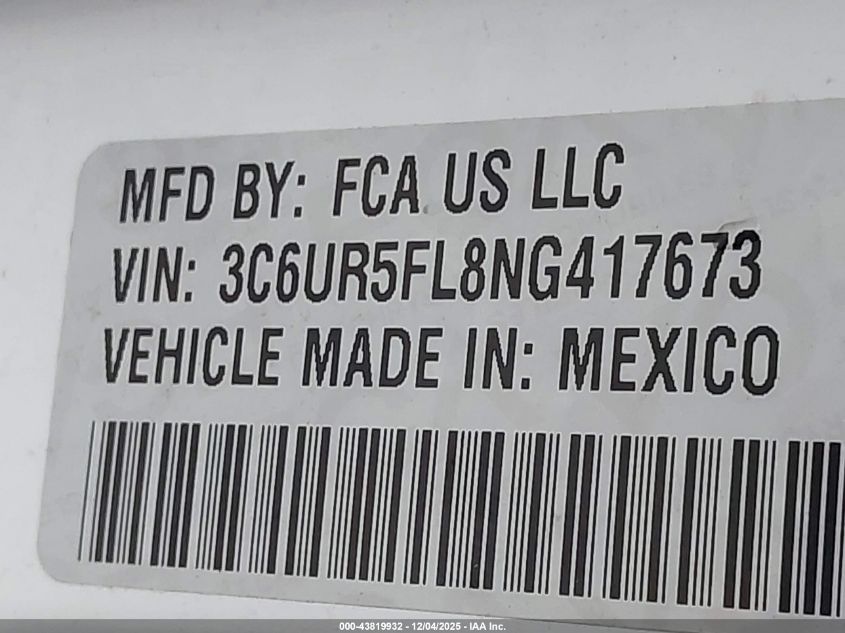 MFD BY: FCA US LLC
VIN: 3C6UR5FL8NG417673
VEHICLE MADE IN: MEXICO
000-43819932 - 12/04/2025 - IAA Inc.